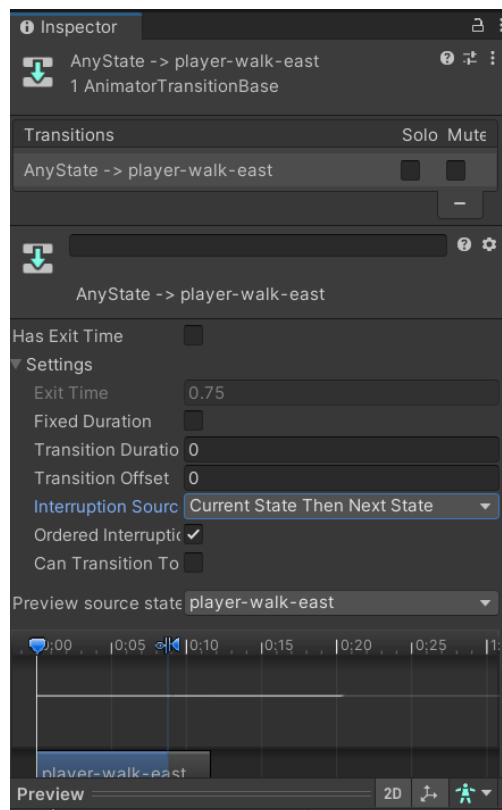 Inspector
AnyState -> player-walk-east
1 AnimatorTransitionBase
Transitions Solo Mute
AnyState -> player-walk-east
AnyState -> player-walk-east
Has Exit Time
Settings
Exit Time 0.75
Fixed Duration
Transition Duratio 0
Transition Offset 0
Interruption Sourc Current State Then Next State
Ordered Interruptic
Can Transition To
Preview source state player-walk-east
0:00 0:05 0:10 0:15 0:20 0:25 1:
player-walk-east
Preview 2D